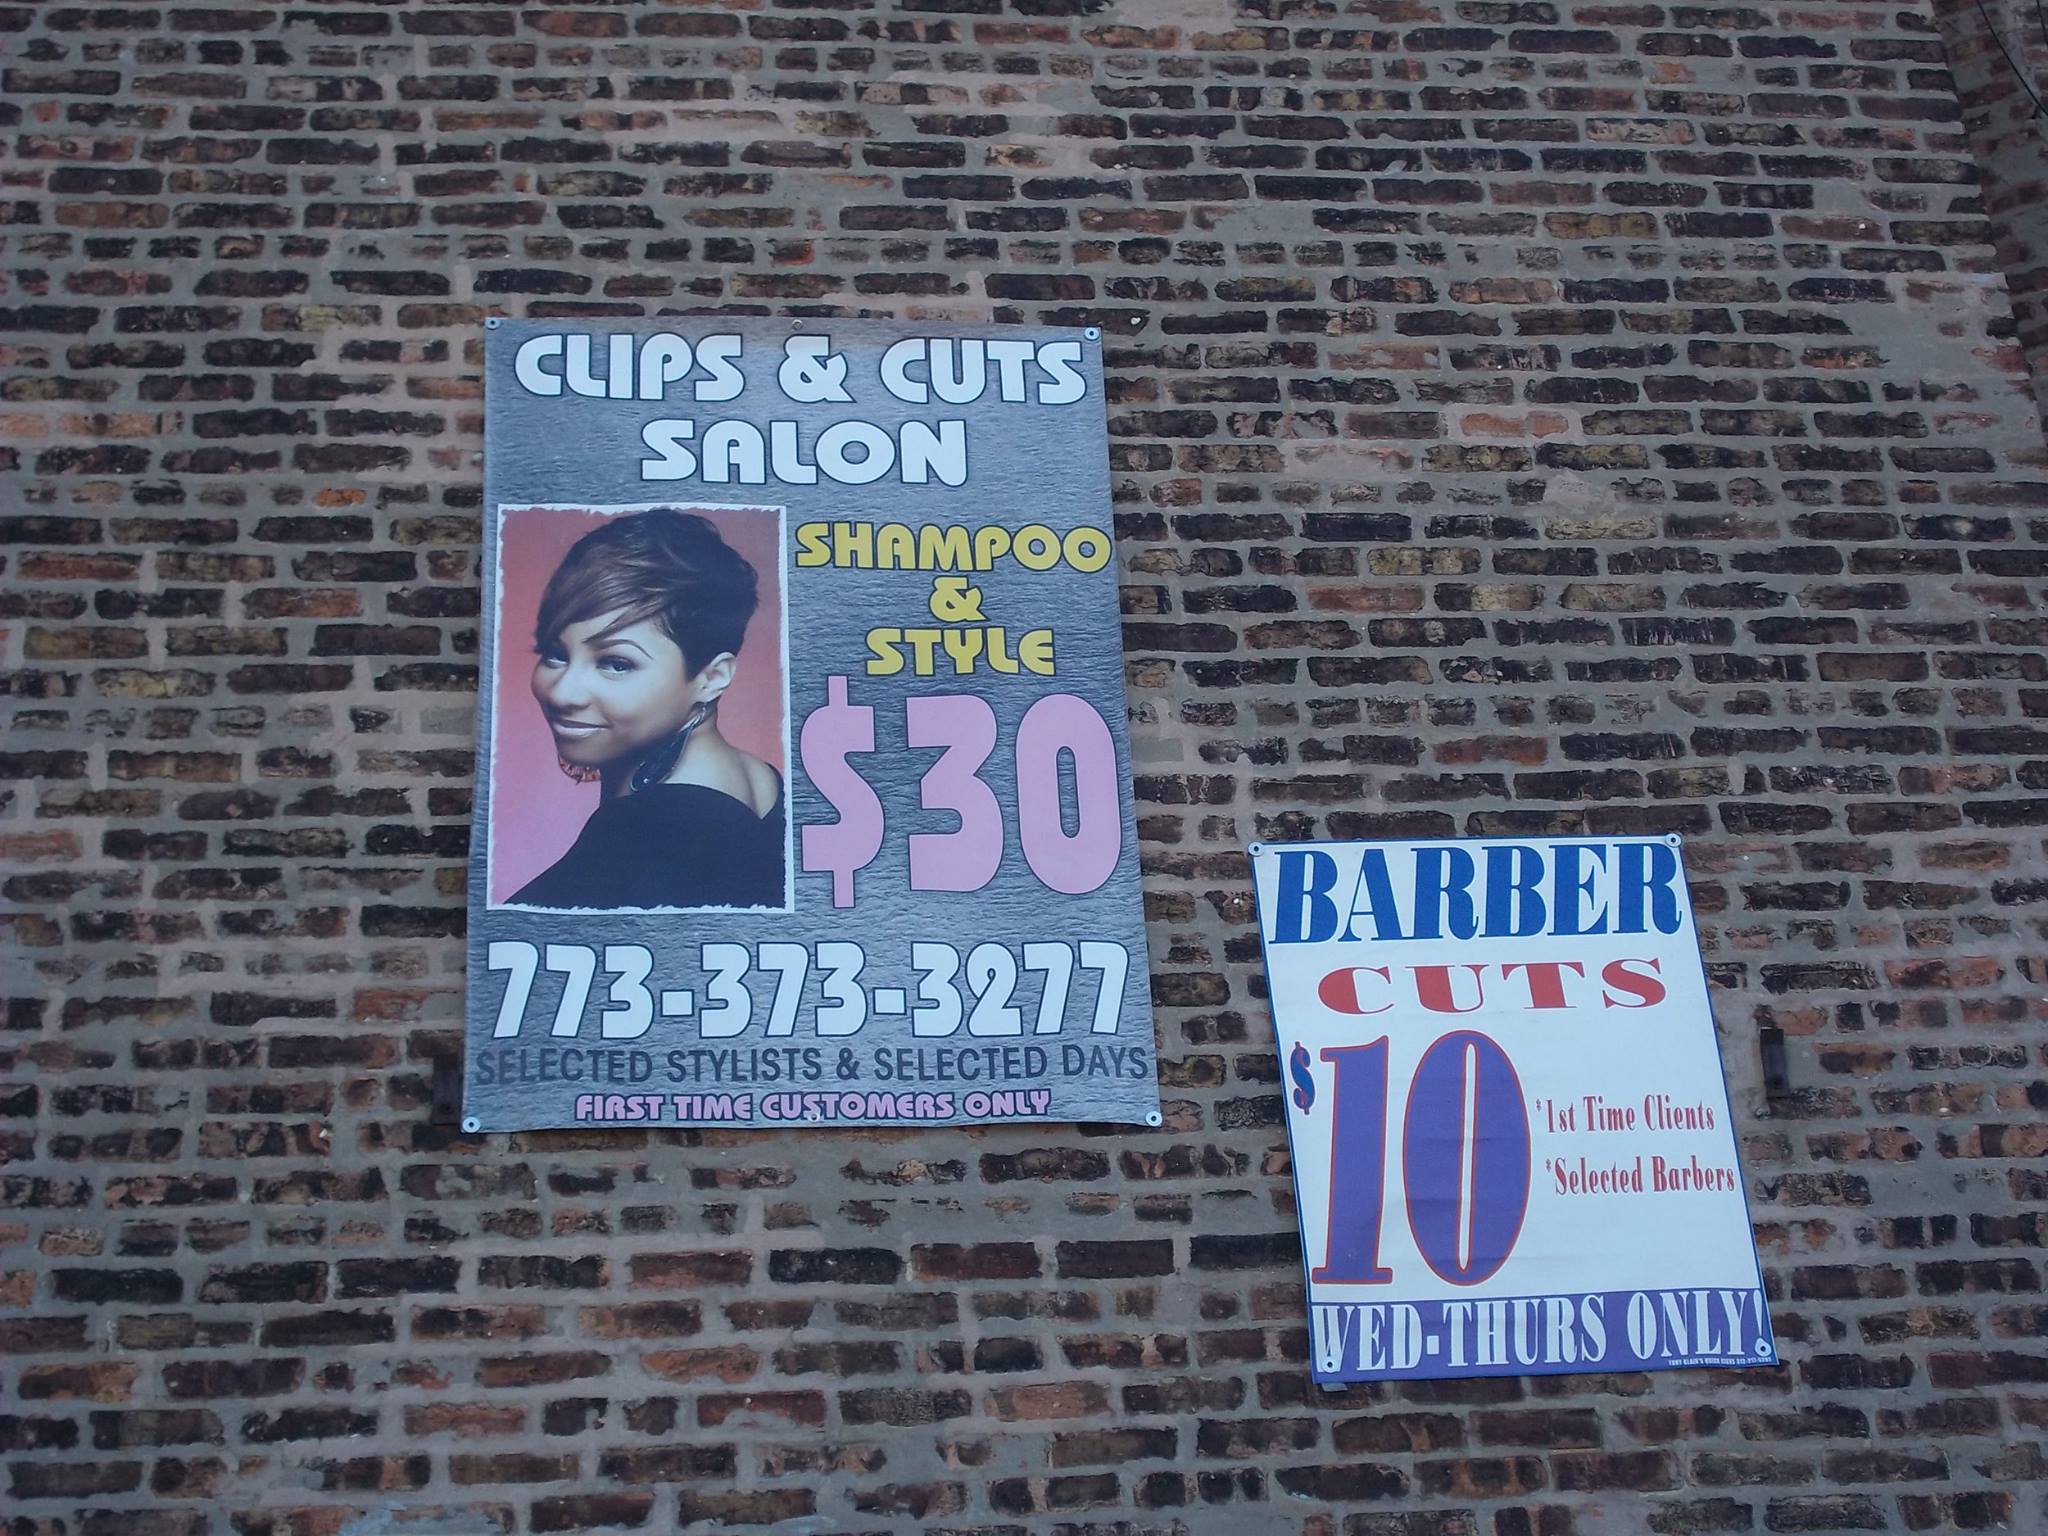 CLIPS & CUTS
SALON
SHAMPOO
&
STYLE
$30
773-373-3277
SELECTED STYLISTS & SELECTED DAYS
FIRST TIME CUSTOMERS ONLY
BARBER
CUTS
$10
*1st Time Clients
*Selected Barbers
WED-THURS ONLY!